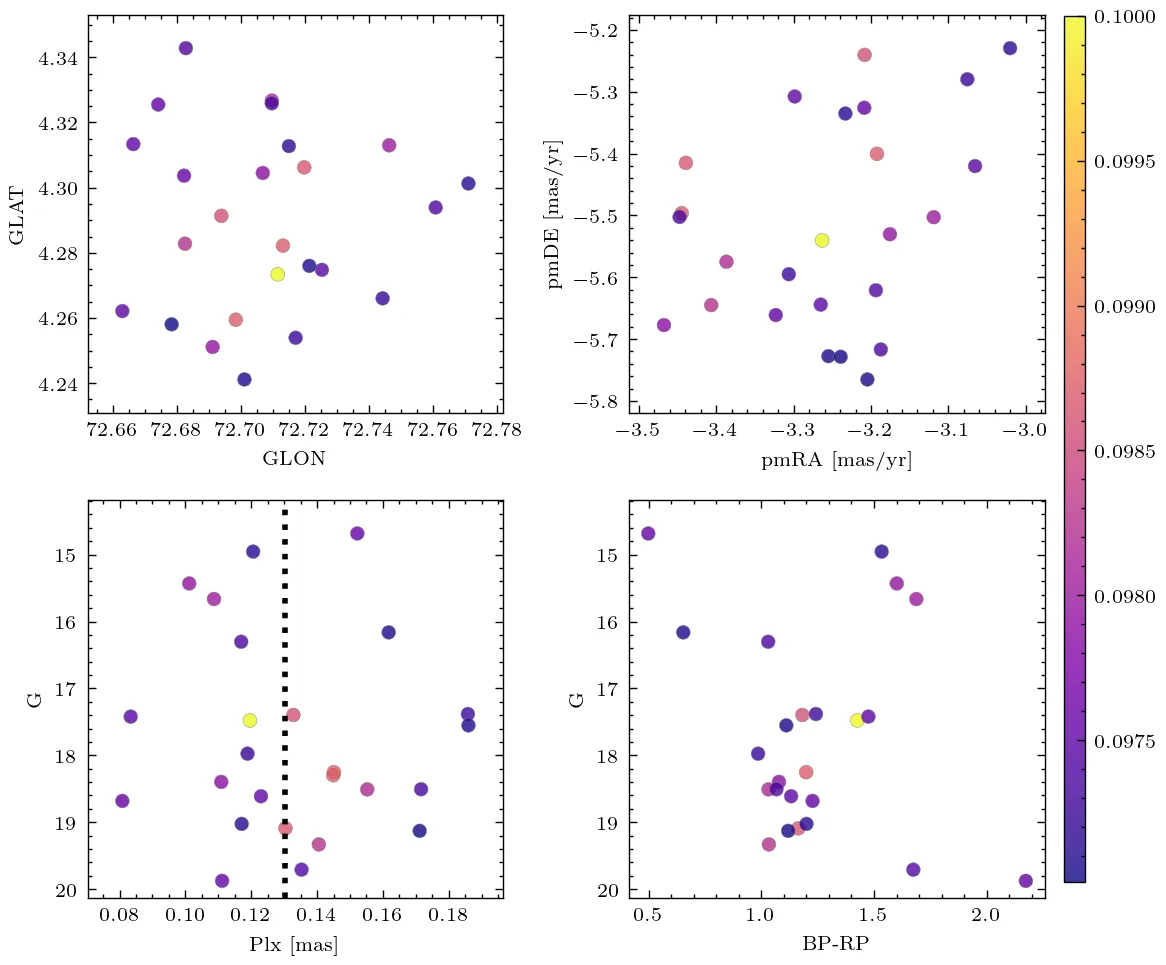 4.34
4.32
4.30
4.28
4.26
4.24
GLAT
72.66 72.68 72.70 72.72 72.74 72.76 72.78
GLON
−5.2
−5.3
−5.4
−5.5
−5.6
−5.7
−5.8
pmDE [mas/yr]
−3.5 −3.4 −3.3 −3.2 −3.1 −3.0
pmRA [mas/yr]
0.1000
0.0995
0.0990
0.0985
0.0980
0.0975
15
16
17
18
19
20
G
0.08 0.10 0.12 0.14 0.16 0.18
Plx [mas]
15
16
17
18
19
20
G
0.5 1.0 1.5 2.0
BP-RP